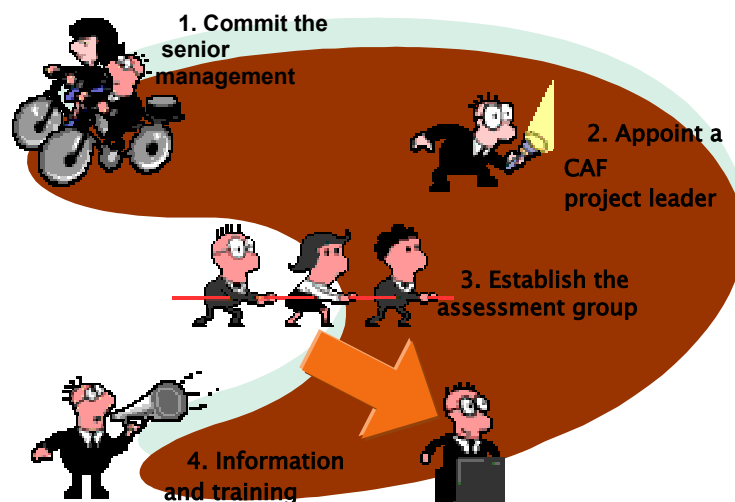 1. Commit the
senior
management
2. Appoint a
CAF
project leader
3. Establish the
assessment group
4. Information
and training